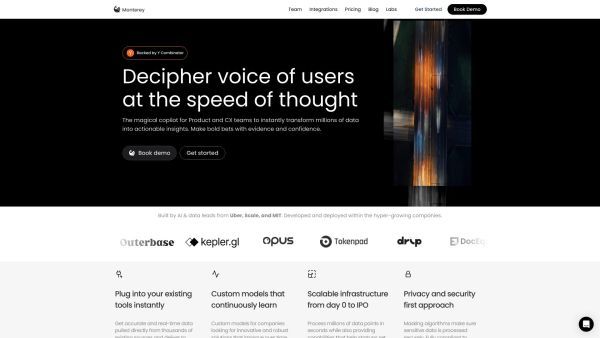 Monterey
Team Integrations Pricing Blog Labs Get Started Book Demo
Backed by Y Combinator
Decipher voice of users
at the speed of thought
The magical copilot for Product and CX teams to instantly transform millions of data
into actionable insights. Make bold bets with evidence and confidence.
Book demo Get started
Built by AI & data leads from Uber, Scale, and MIT. Developed and deployed within the hyper-growing companies.
Outerbase kepler.gl OPUS Tokenpad drop DocEq
Plug into your existing
tools instantly
Custom models that
continuously learn
Scalable infrastructure
from day 0 to IPO
Privacy and security
first approach
Get accurate and real-time data
pulled directly from thousands of
Custom models for companies
looking for innovative and robust
Process millions of data points in
seconds while also providing
Masking algorithms make sure
sensitive data is processed